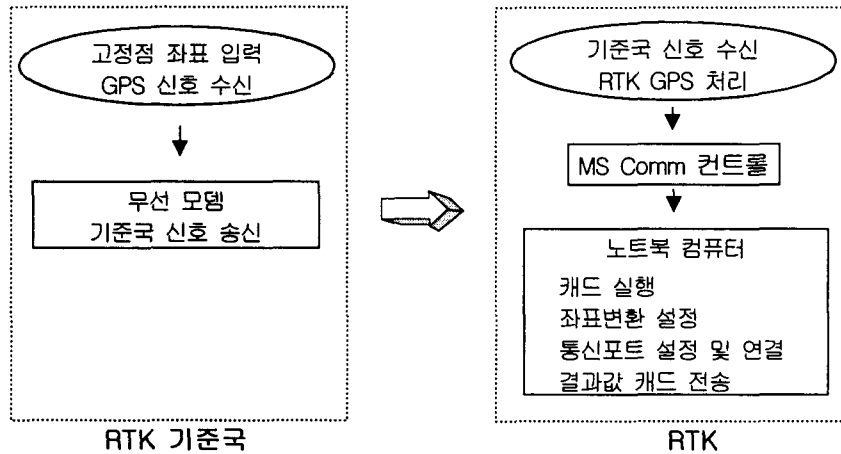 고정점 좌표 입력
GPS 신호 수신
무선 모뎀
기준국 신호 송신
RTK 기준국
기준국 신호 수신
RTK GPS 처리
MS Comm 컨트롤
노트북 컴퓨터
캐드 실행
좌표변환 설정
통신포트 설정 및 연결
결과값 캐드 전송
RTK